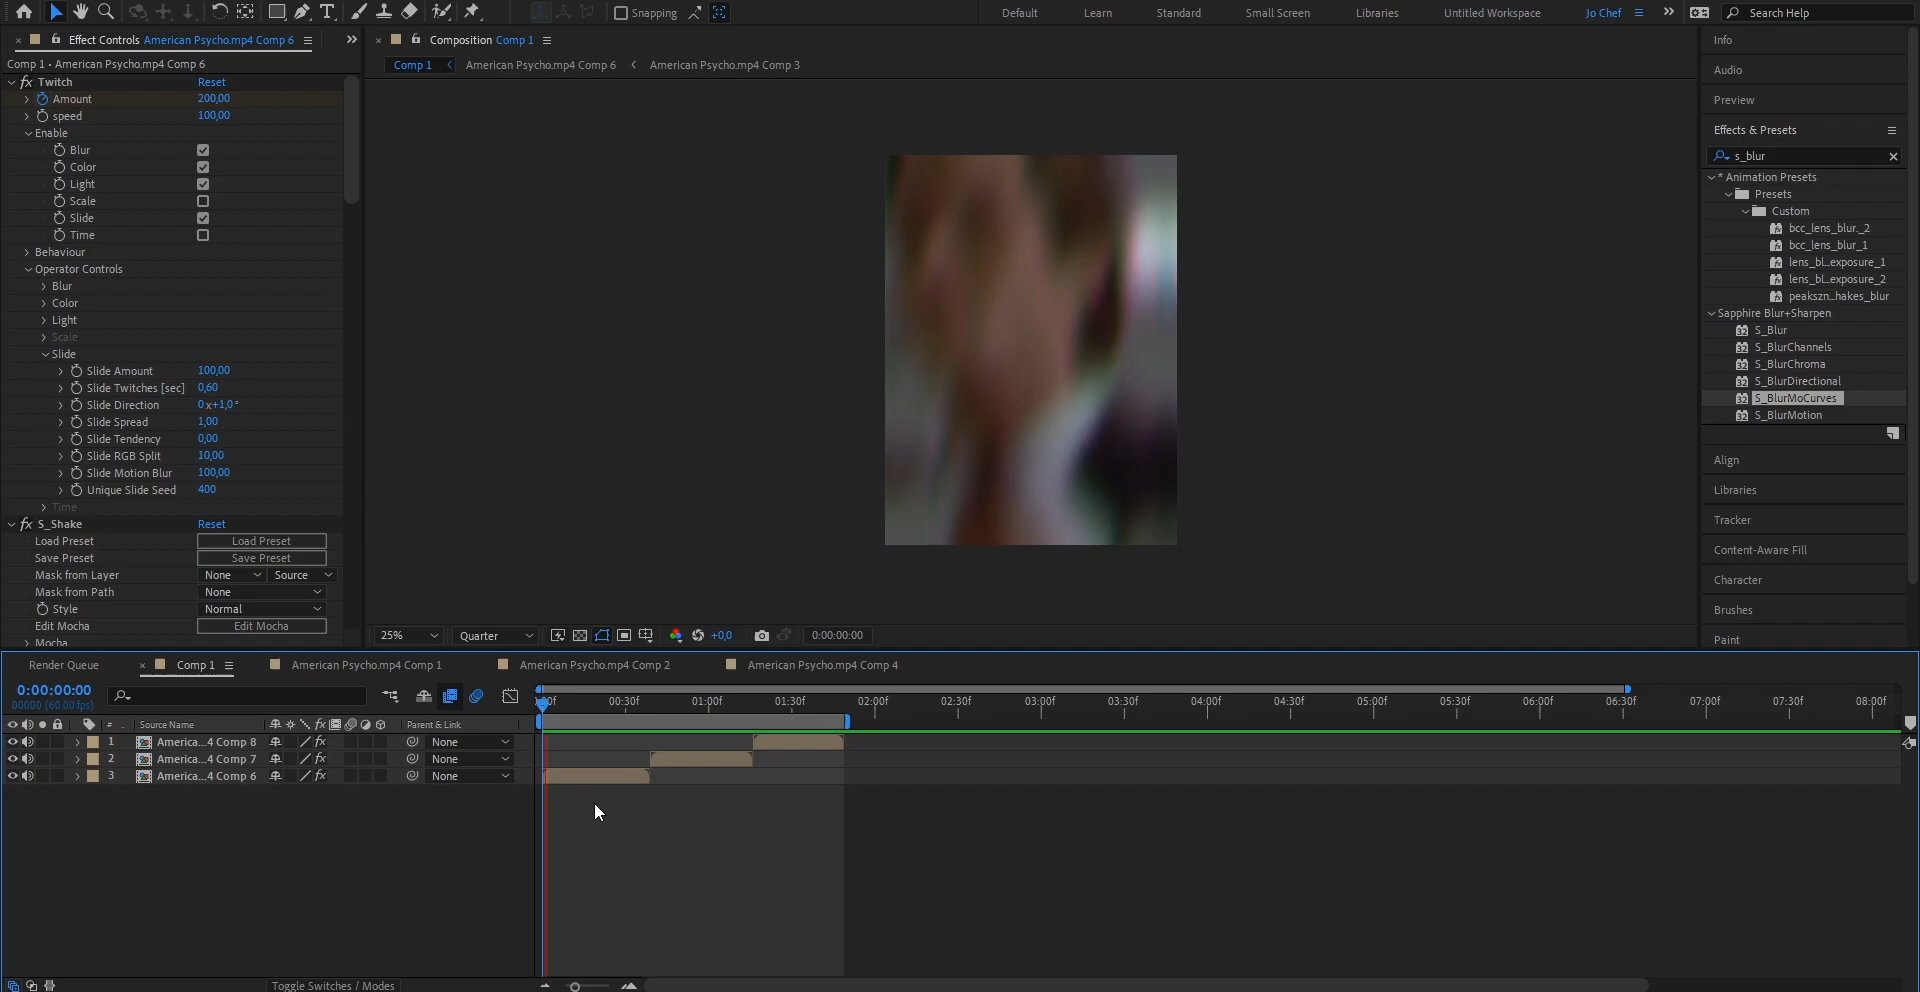 Snapping
Default
Learn
Standard
Small Screen
Libraries
Untitled Workspace
Jo Chef
Search Help
Effect Controls American Psycho.mp4 Comp 6
Comp 1 • American Psycho.mp4 Comp 6
Twitch Reset
Amount 200,00
speed 100,00
Enable
Blur
Color
Light
Scale
Slide
Time
Behaviour
Operator Controls
Blur
Color
Light
Scale
Slide
Slide Amount 100,00
Slide Twitches [sec] 0,60
Slide Direction 0x+1,0°
Slide Spread 1,00
Slide Tendency 0,00
Slide RGB Split 10,00
Slide Motion Blur 100,00
Unique Slide Seed 400
Time
S_Shake Reset
Load Preset Load Preset
Save Preset Save Preset
Mask from Layer None Source
Mask from Path None
Style Normal
Edit Mocha Edit Mocha
Mocha
Composition Comp 1
Comp 1 American Psycho.mp4 Comp 6 American Psycho.mp4 Comp 3
25% Quarter +0,0 0:00:00:00
Info
Audio
Preview
Effects & Presets
s_blur
* Animation Presets
Presets
Custom
bcc_lens_blur._2
bcc_lens_blur_1
lens_bl...exposure_1
lens_bl...exposure_2
peakszn...hakes_blur
Sapphire Blur+Sharpen
S_Blur
S_BlurChannels
S_BlurChroma
S_BlurDirectional
S_BlurMoCurves
S_BlurMotion
Align
Libraries
Tracker
Content-Aware Fill
Character
Brushes
Paint
Render Queue Comp 1 American Psycho.mp4 Comp 1 American Psycho.mp4 Comp 2 American Psycho.mp4 Comp 4
0:00:00:00
00000 (60.00 fps)
00f 00:30f 01:00f 01:30f 02:00f 02:30f 03:00f 03:30f 04:00f 04:30f 05:00f 05:30f 06:00f 06:30f 07:00f 07:30f 08:00f
# Source Name fx Parent & Link
1 America...4 Comp 8 fx None
2 America...4 Comp 7 fx None
3 America...4 Comp 6 fx None
Toggle Switches / Modes